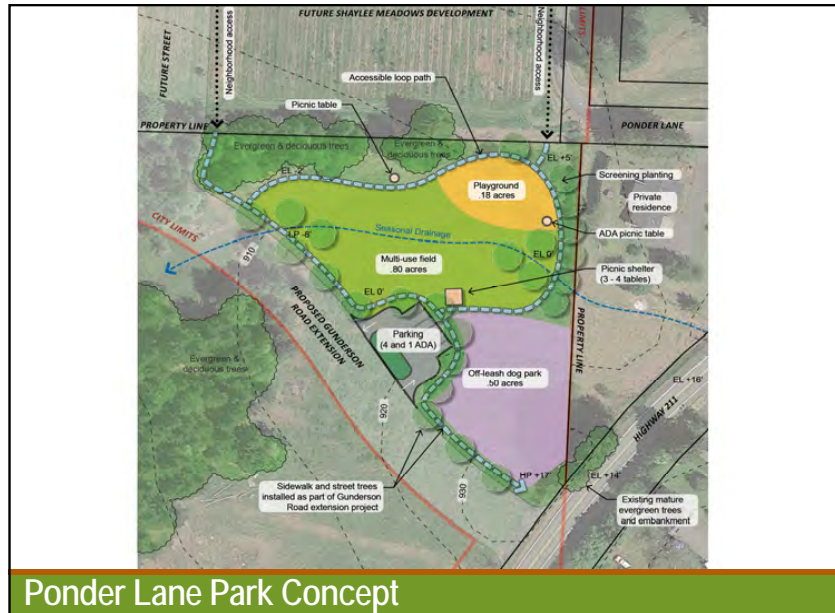 FUTURE SHAYLEE MEADOWS DEVELOPMENT
FUTURE STREET
Neighborhood access
Neighborhood access
LIMITS
Accessible loop path
Picnic table
PROPERTY LINE
PONDER LANE
Evergreen & deciduous trees
Evergreen &
deciduous trees
EL -2'
EL +5'
Screening planting
Playground
.18 acres
Private
residence
CITY LIMITS
Seasonal Drainage
ADA picnic table
LP -8'
910
Multi-use field
.80 acres
EL 0'
Picnic shelter
(3 - 4 tables)
EL 0'
PROPOSED GUNDERSON
ROAD EXTENSION
Parking
(4 and 1 ADA)
PROPERTY LINE
Evergreen &
deciduous trees
Off-leash dog park
.50 acres
EL +16'
HIGHWAY 211
920
HP +17'
EL +14'
930
Sidewalk and street trees
installed as part of Gunderson
Road extension project
Existing mature
evergreen trees
and embankment
Ponder Lane Park Concept